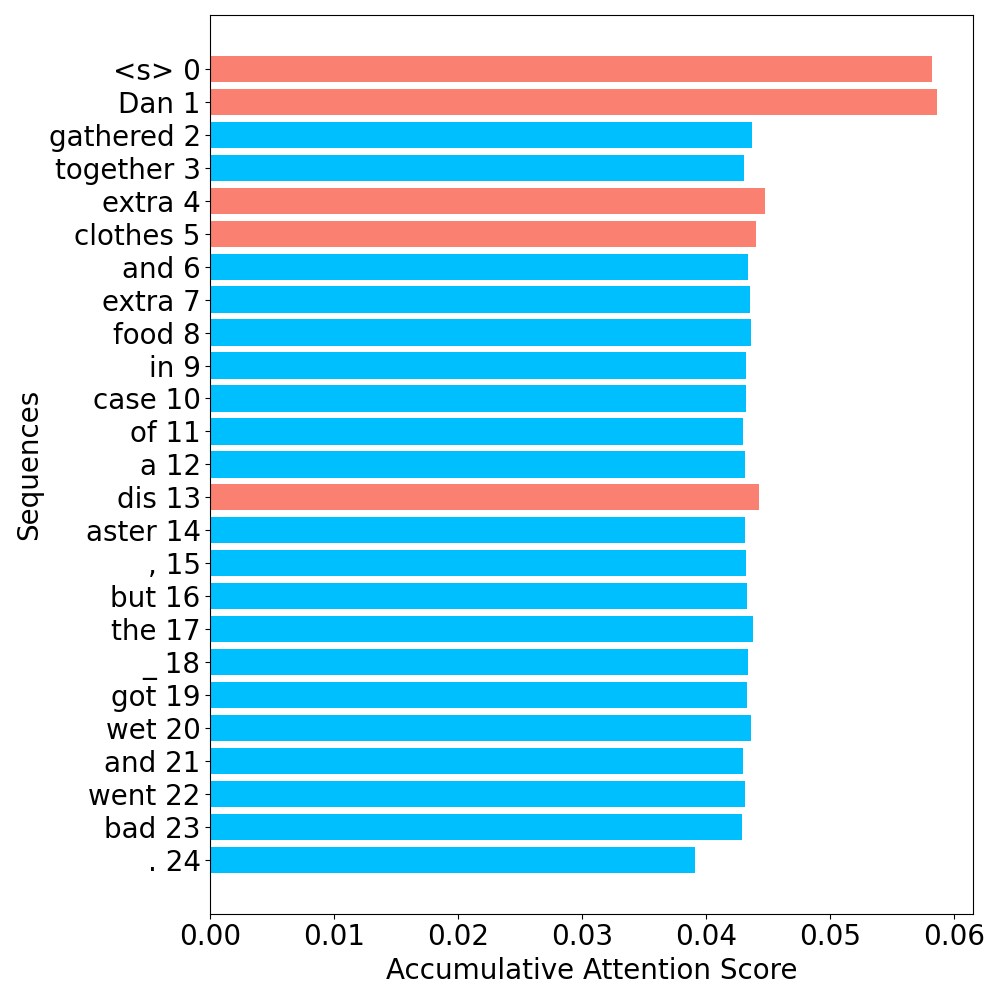 <s> 0
Dan 1
gathered 2
together 3
extra 4
clothes 5
and 6
extra 7
food 8
in 9
case 10
of 11
a 12
dis 13
aster 14
, 15
but 16
the 17
_ 18
got 19
wet 20
and 21
went 22
bad 23
. 24
Sequences
0.00 0.01 0.02 0.03 0.04 0.05 0.06
Accumulative Attention Score